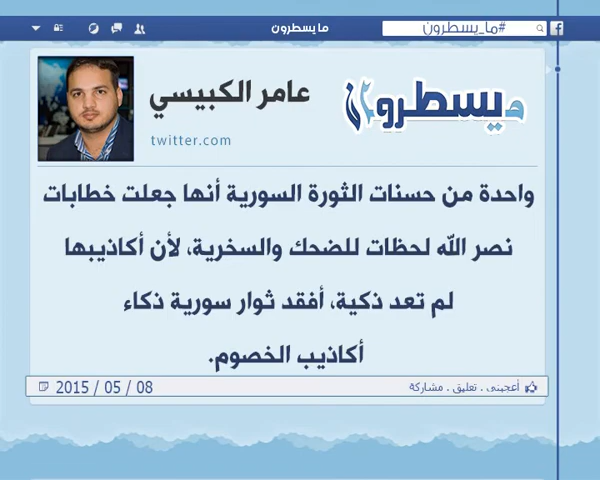 ما يسطرون
#ما_يسطرون
ما يسطرون
عامر الكبيسي
twitter.com
واحدة من حسنات الثورة السورية أنها جعلت خطابات
نصر الله لحظات للضحك والسخرية، لأن أكاذيبها
لم تعد ذكية، أفقد ثوار سورية ذكاء
أكاذيب الخصوم.
أعجبني . تعليق . مشاركة
2015 / 05 / 08